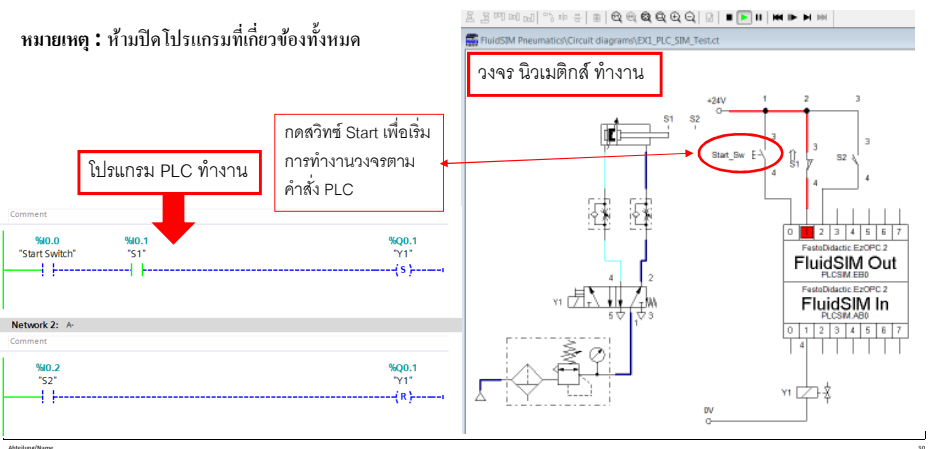 หมายเหตุ : ห้ามปิดโปรแกรมที่เกี่ยวข้องทั้งหมด
FluidSIM Pneumatics\Circuit diagrams\EX1_PLC_SIM_Test.ct
วงจร นิวเมติกส์ ทำงาน
กดสวิทช์ Start เพื่อเริ่ม
การทำงานวงจรตาม
คำสั่ง PLC
โปรแกรม PLC ทำงาน
Comment
%I0.0
"Start Switch"
%I0.1
"S1"
%Q0.1
"Y1"
S
Network 2: A-
Comment
%I0.2
"S2"
%Q0.1
"Y1"
R
S1 S2
4 2
Y1
5 1 3
+24V 1 2 3
Start_Sw E 3 4
S1 3 4
S2 3 4
0 1 2 3 4 5 6 7
FestoDidactic.EzOPC.2
FluidSIM Out
PLCSIM.EB0
FestoDidactic.EzOPC.2
FluidSIM In
PLCSIM.AB0
0 1 2 3 4 5 6 7
4
Y1
0V
Abteilung/Name